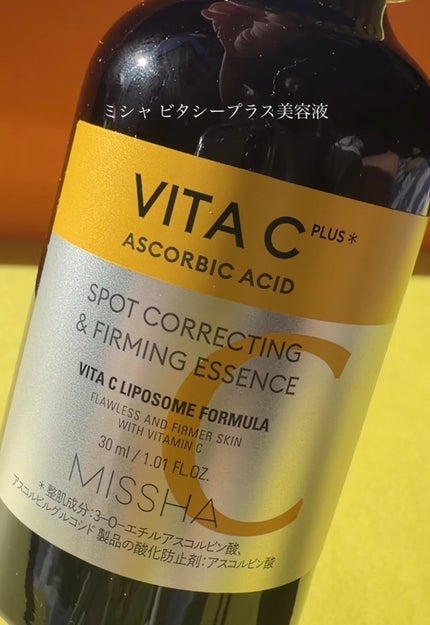 ミシャ ビタシープラス美容液
VITA C PLUS*
ASCORBIC ACID
SPOT CORRECTING
& FIRMING ESSENCE
VITA C LIPOSOME FORMULA
FLAWLESS AND FIRMER SKIN
WITH VITAMIN C
30 ml / 1.01 FL.OZ.
MISSHA
*整肌成分:3-O-エチルアスコルビン酸、
アスコルビルグルコシド 製品の酸化防止剤:アスコルビン酸
C